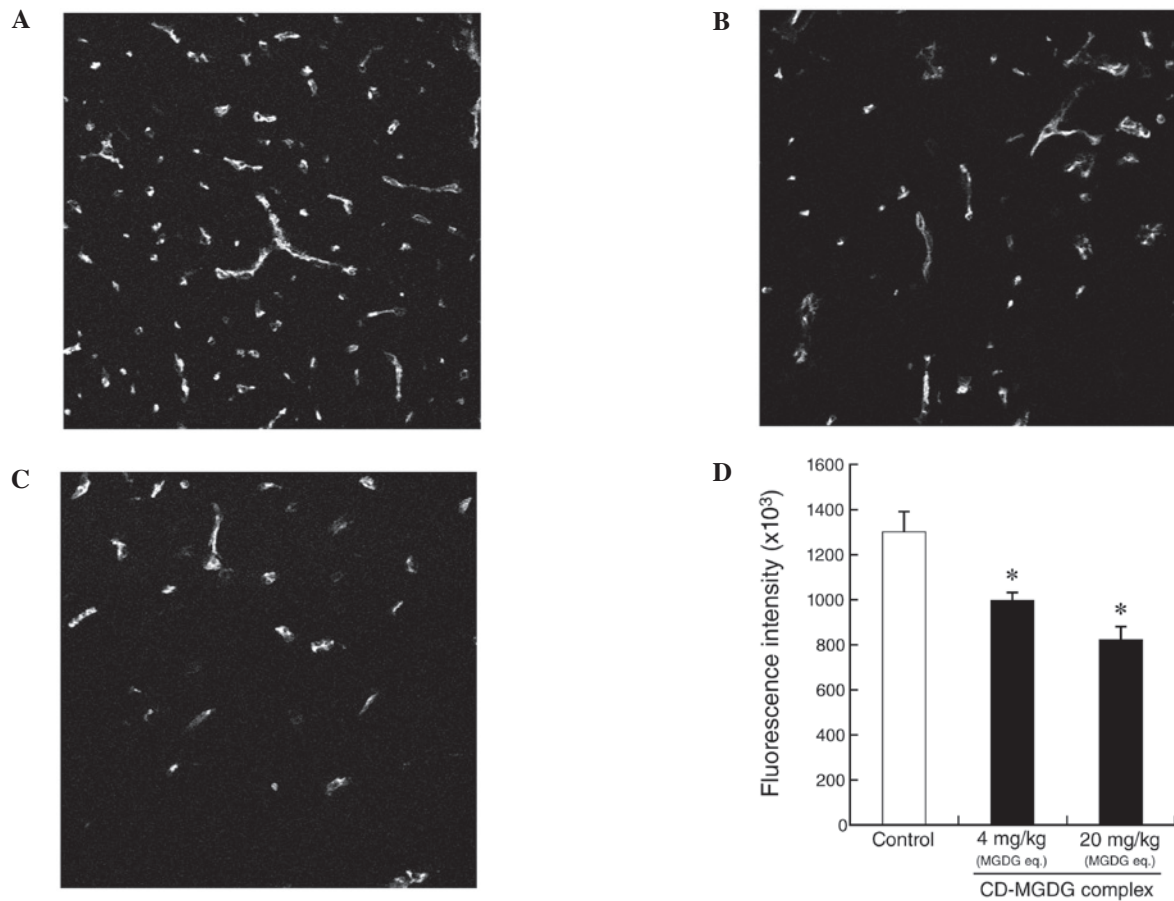 A
B
C
D
1600
1400
1200
1000
800
600
400
200
0
Fluorescence intensity (x10³)
*
*
Control
4 mg/kg
(MGDG eq.)
20 mg/kg
(MGDG eq.)
CD-MGDG complex